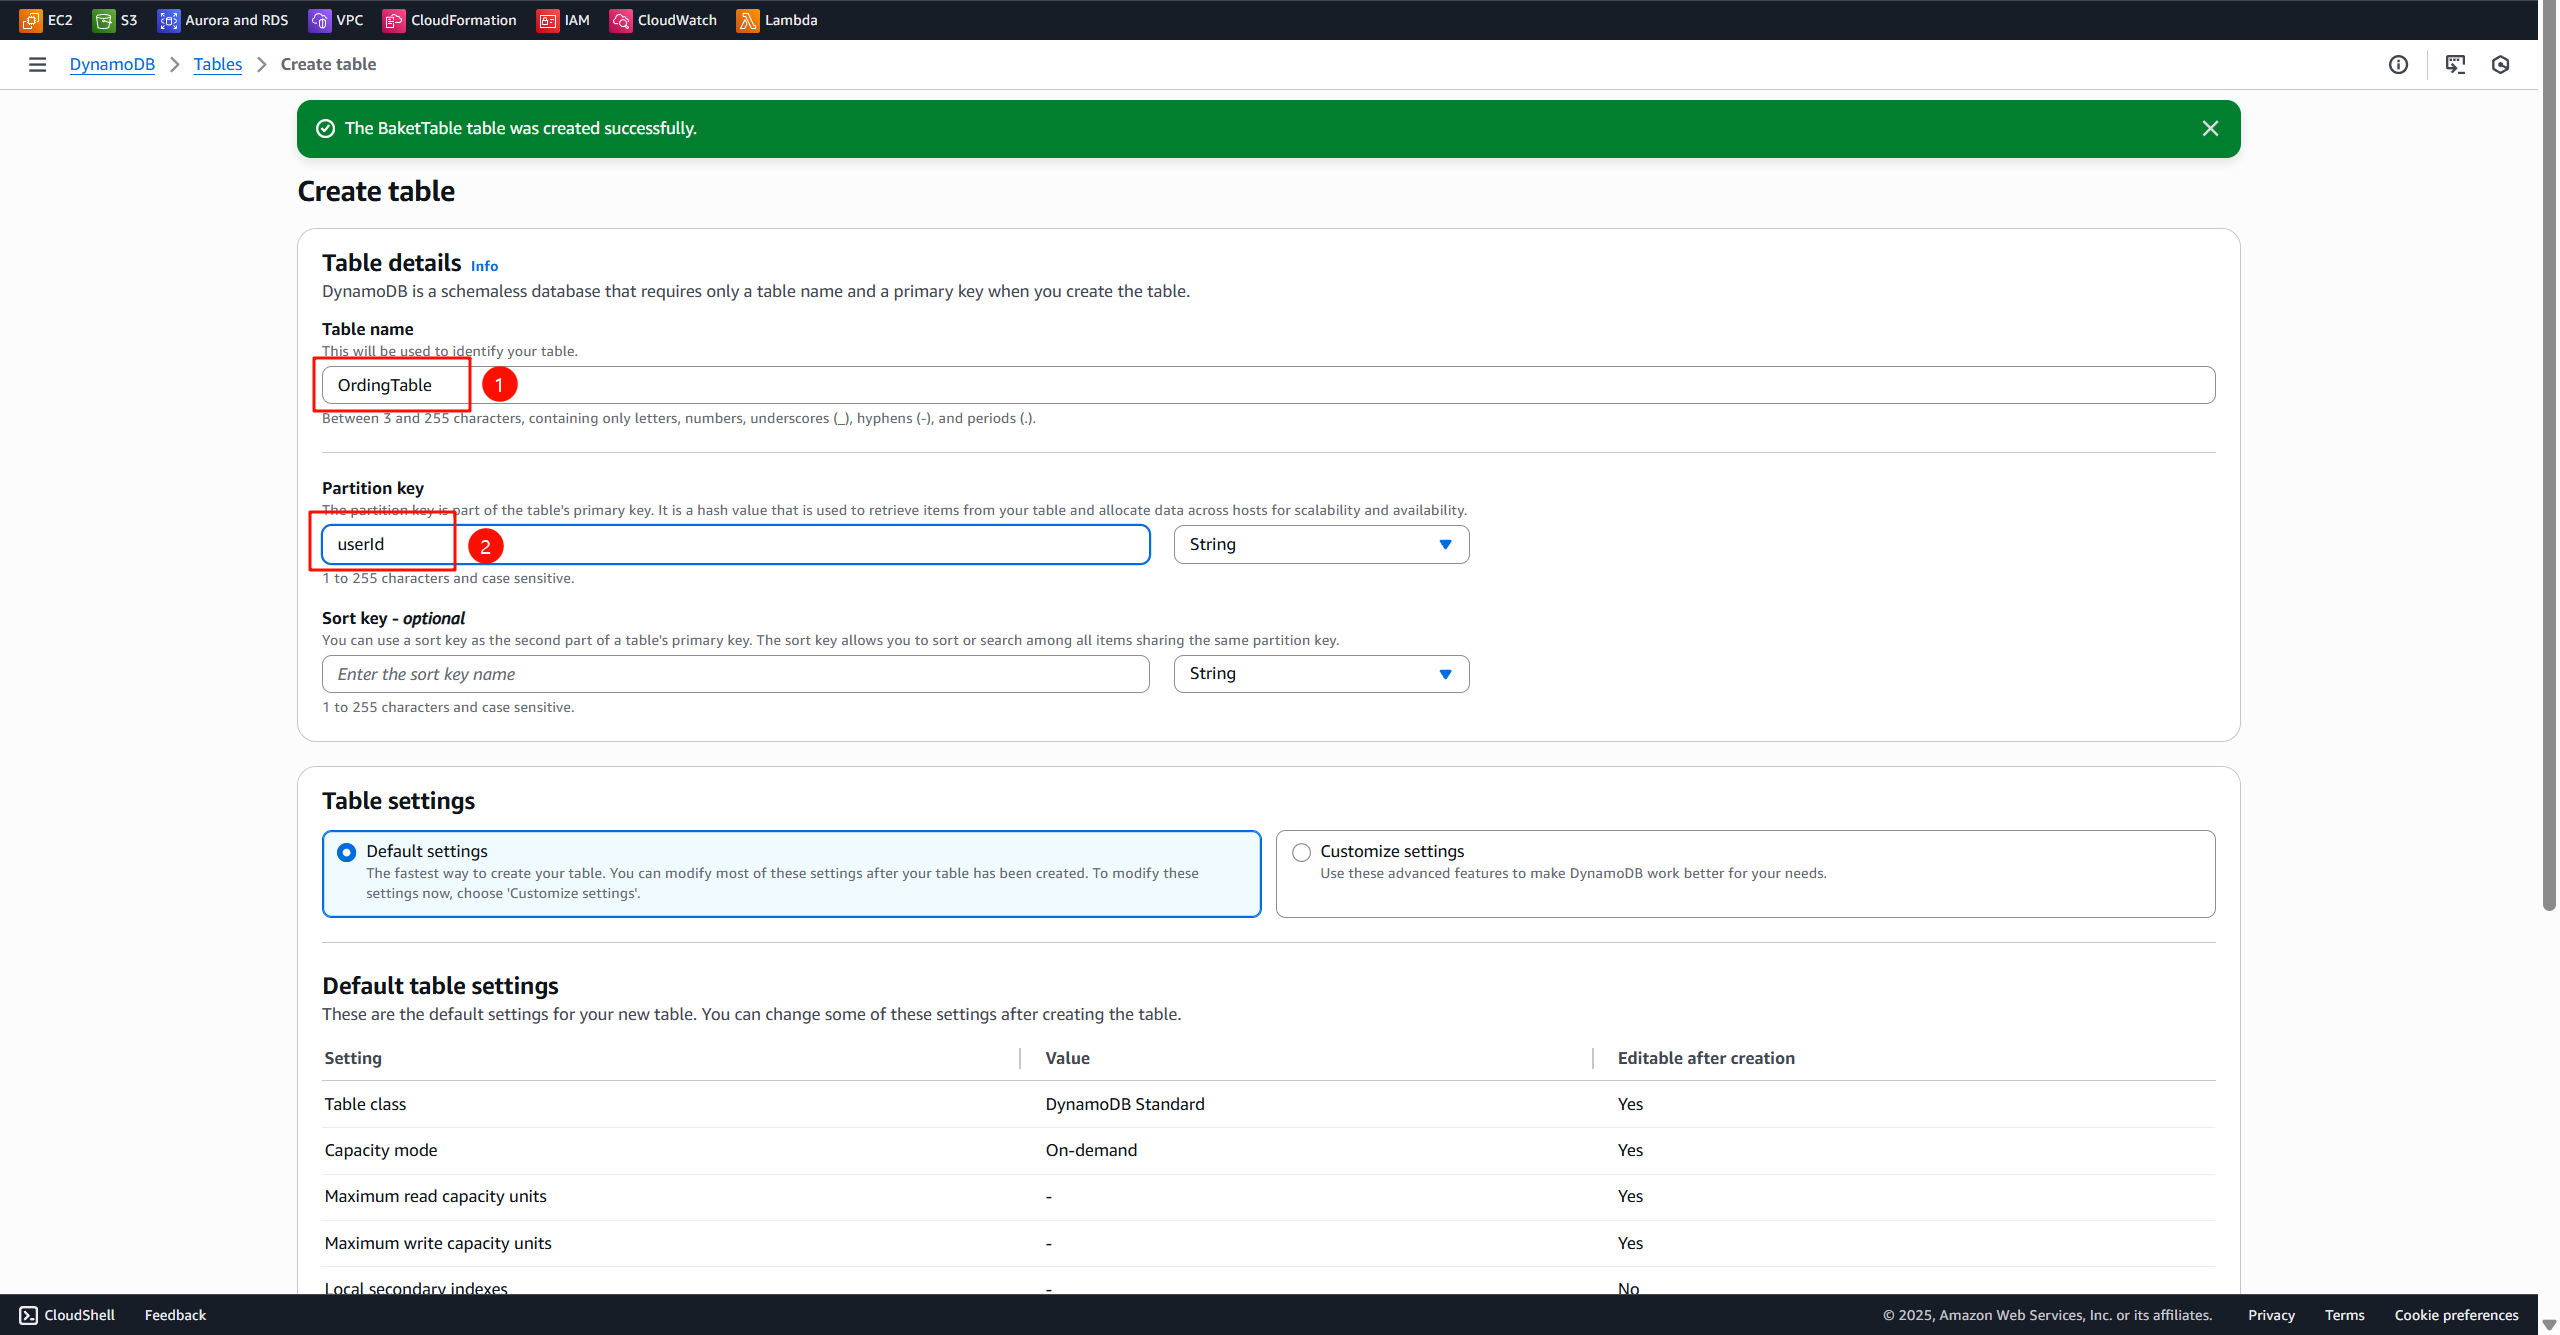 EC2 S3 Aurora and RDS VPC CloudFormation IAM CloudWatch Lambda
DynamoDB > Tables > Create table
The BaketTable table was created successfully.
Create table
Table details Info
DynamoDB is a schemaless database that requires only a table name and a primary key when you create the table.
Table name
This will be used to identify your table.
OrdingTable 1
Between 3 and 255 characters, containing only letters, numbers, underscores (_), hyphens (-), and periods (.).
Partition key
The partition key is part of the table's primary key. It is a hash value that is used to retrieve items from your table and allocate data across hosts for scalability and availability.
userId 2 String
1 to 255 characters and case sensitive.
Sort key - optional
You can use a sort key as the second part of a table's primary key. The sort key allows you to sort or search among all items sharing the same partition key.
Enter the sort key name String
1 to 255 characters and case sensitive.
Table settings
Default settings
The fastest way to create your table. You can modify most of these settings after your table has been created. To modify these
settings now, choose 'Customize settings'.
Customize settings
Use these advanced features to make DynamoDB work better for your needs.
Default table settings
These are the default settings for your new table. You can change some of these settings after creating the table.
Setting Value Editable after creation
Table class DynamoDB Standard Yes
Capacity mode On-demand Yes
Maximum read capacity units - Yes
Maximum write capacity units - Yes
Local secondary indexes - No
CloudShell Feedback © 2025, Amazon Web Services, Inc. or its affiliates. Privacy Terms Cookie preferences